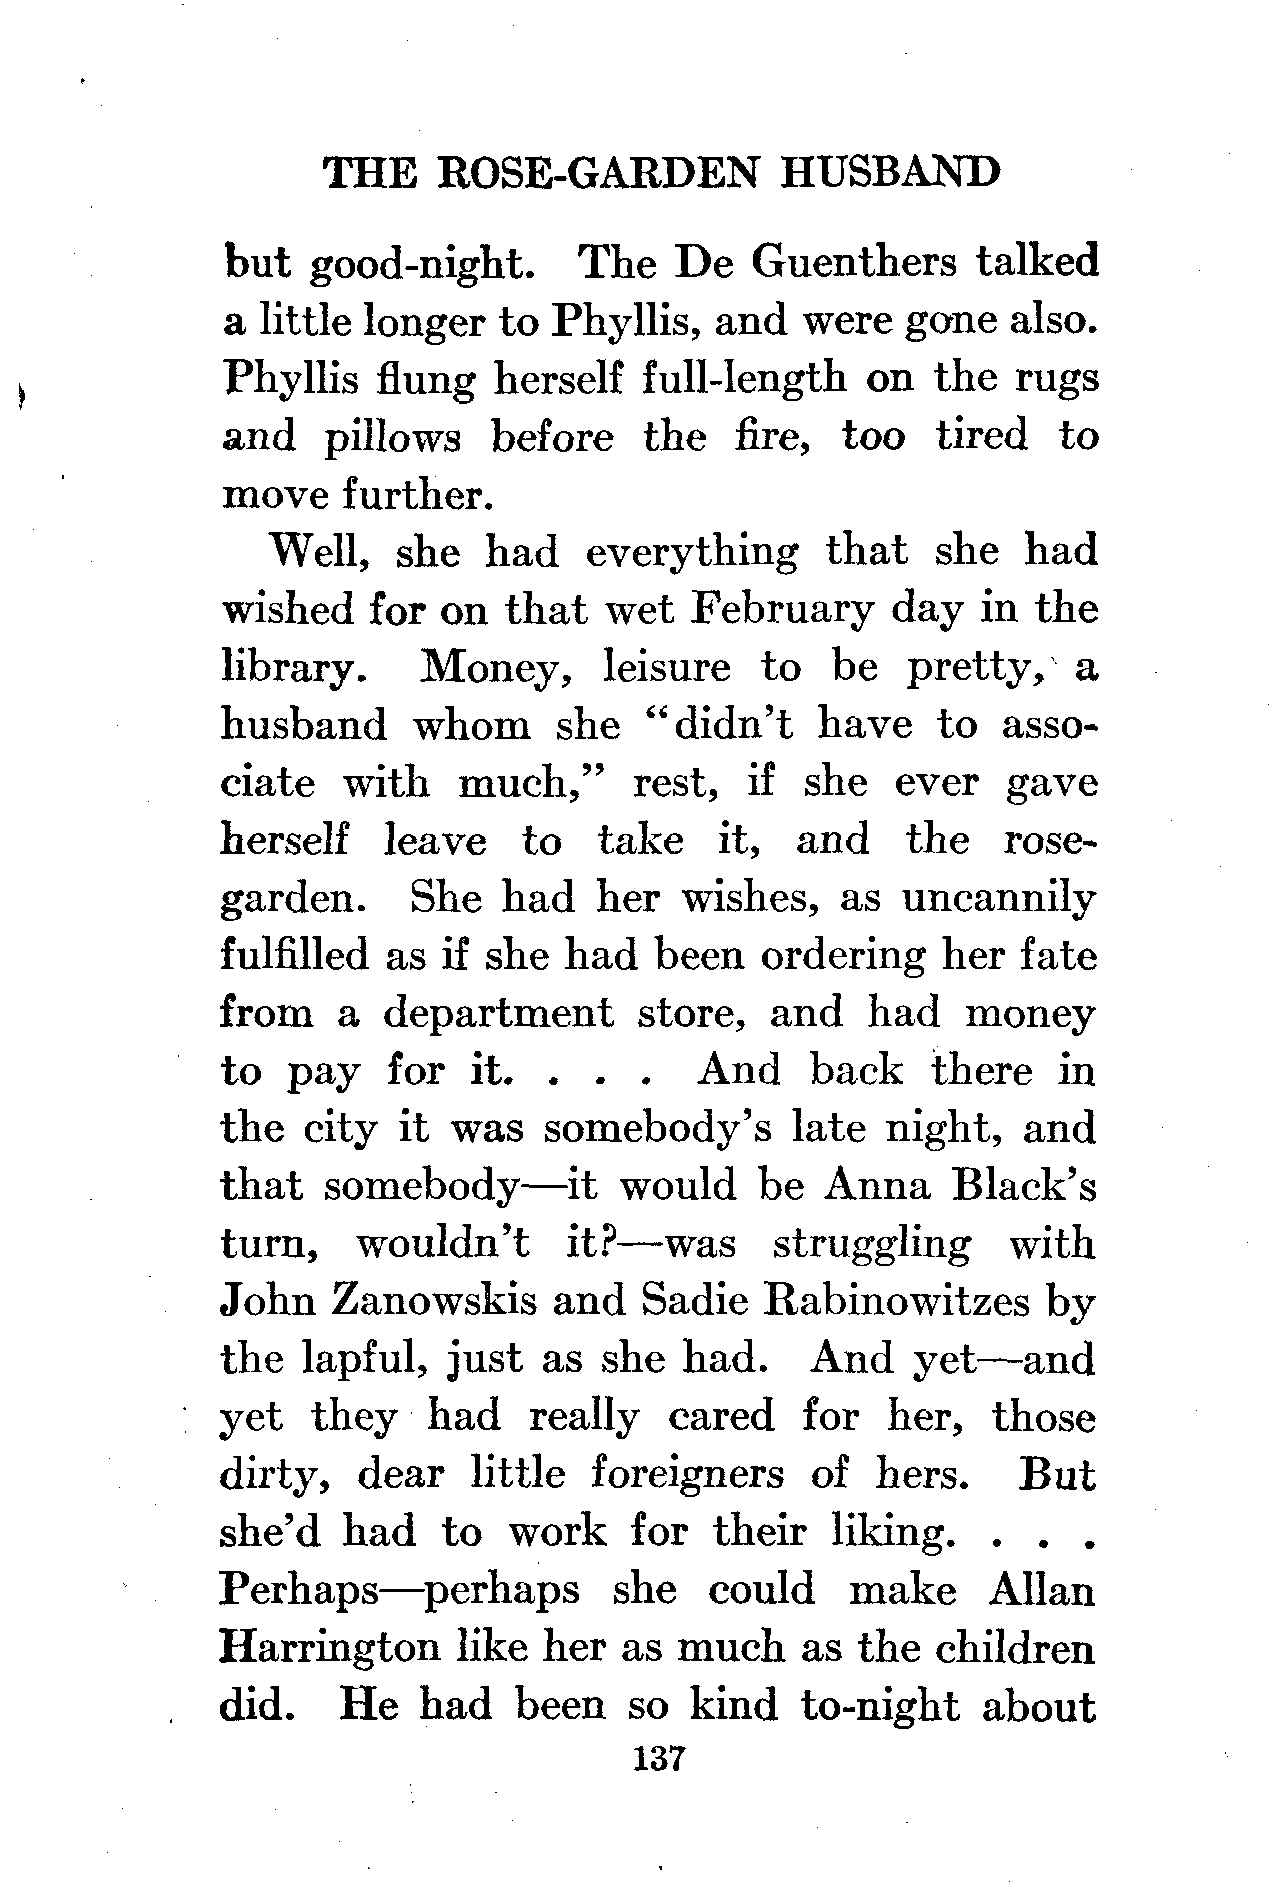 THE ROSE-GARDEN HUSBAND
but good-night. The De Guenthers talked
a little longer to Phyllis, and were gone also.
Phyllis flung herself full-length on the rugs
and pillows before the fire, too tired to
move further.
Well, she had everything that she had
wished for on that wet February day in the
library. Money, leisure to be pretty, a
husband whom she "didn't have to asso-
ciate with much," rest, if she ever gave
herself leave to take it, and the rose-
garden. She had her wishes, as uncannily
fulfilled as if she had been ordering her fate
from a department store, and had money
to pay for it. . . . And back there in
the city it was somebody's late night, and
that somebody—it would be Anna Black's
turn, wouldn't it?—was struggling with
John Zanowskis and Sadie Rabinowitzes by
the lapful, just as she had. And yet—and
yet they had really cared for her, those
dirty, dear little foreigners of hers. But
she'd had to work for their liking. . . .
Perhaps—perhaps she could make Allan
Harrington like her as much as the children
did. He had been so kind to-night about
137